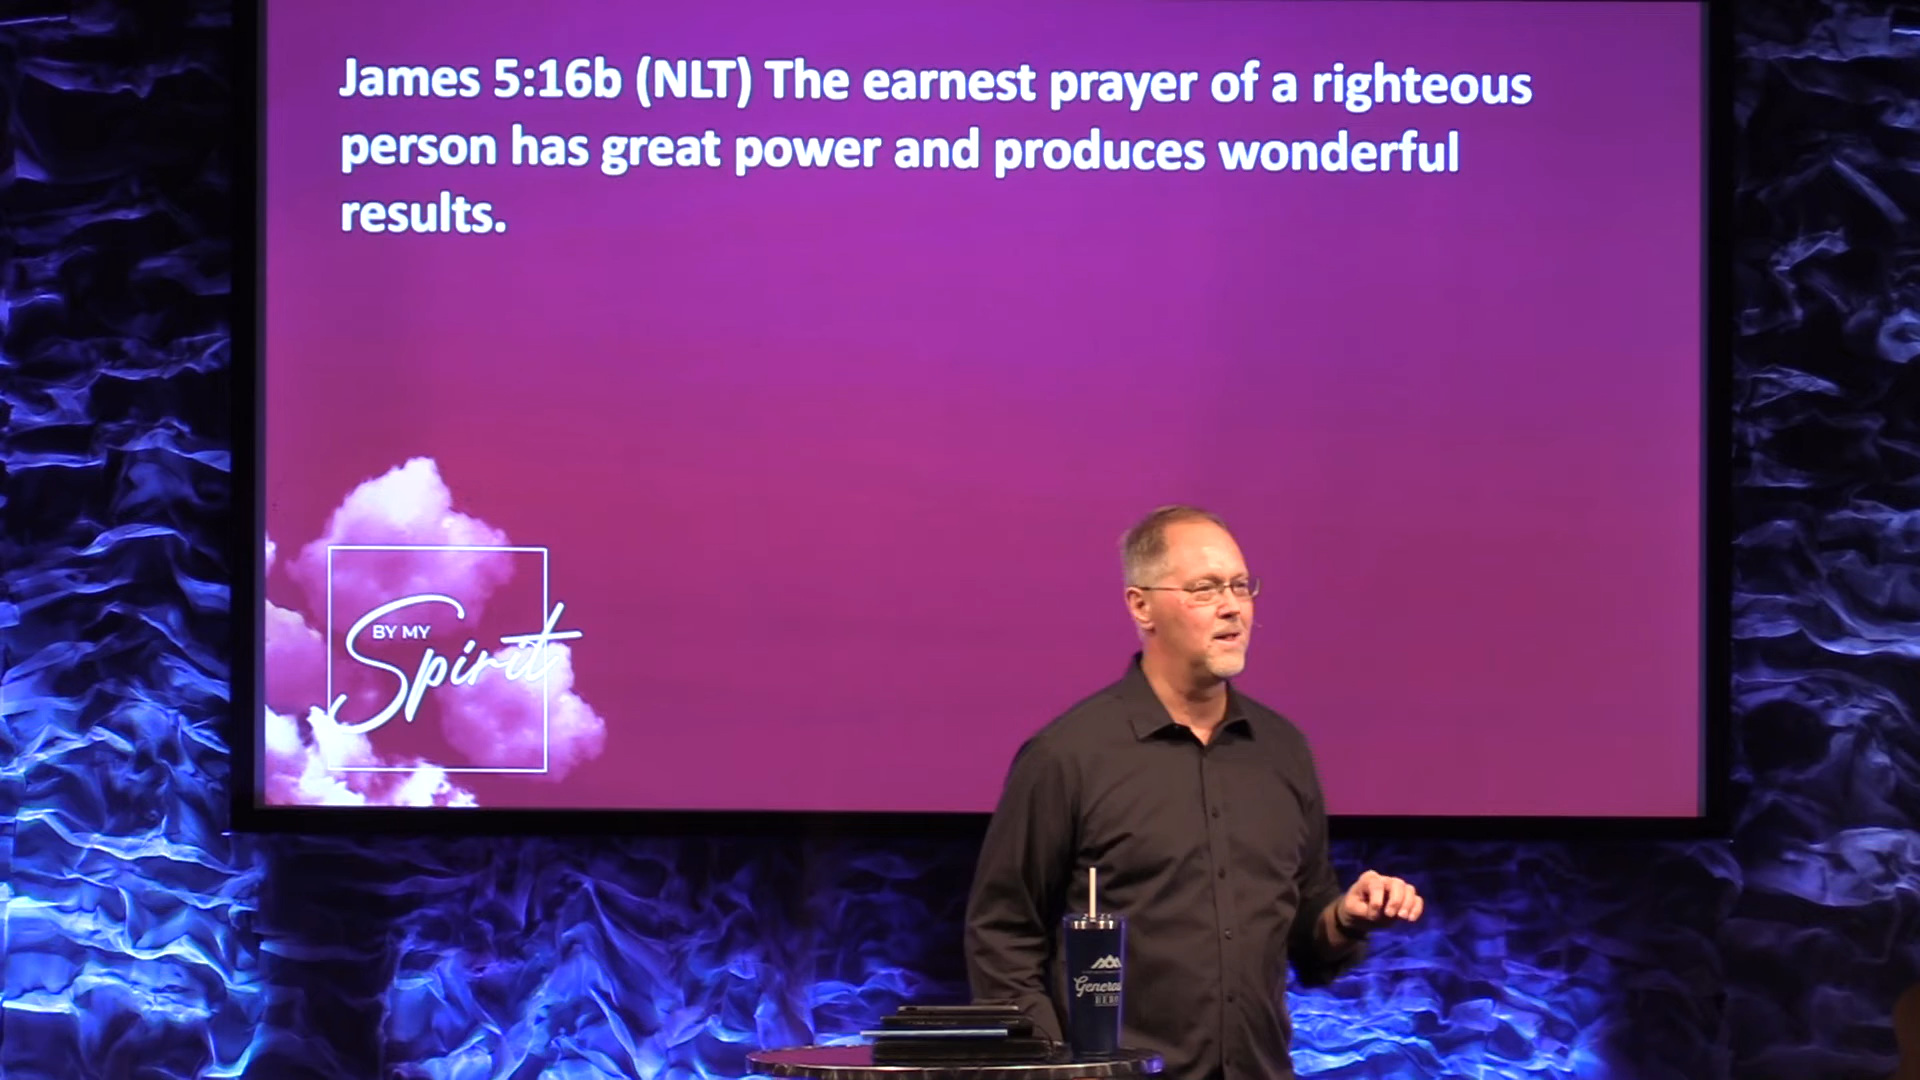 James 5:16b (NLT) The earnest prayer of a righteous
person has great power and produces wonderful
results.
BY MY
Spirit